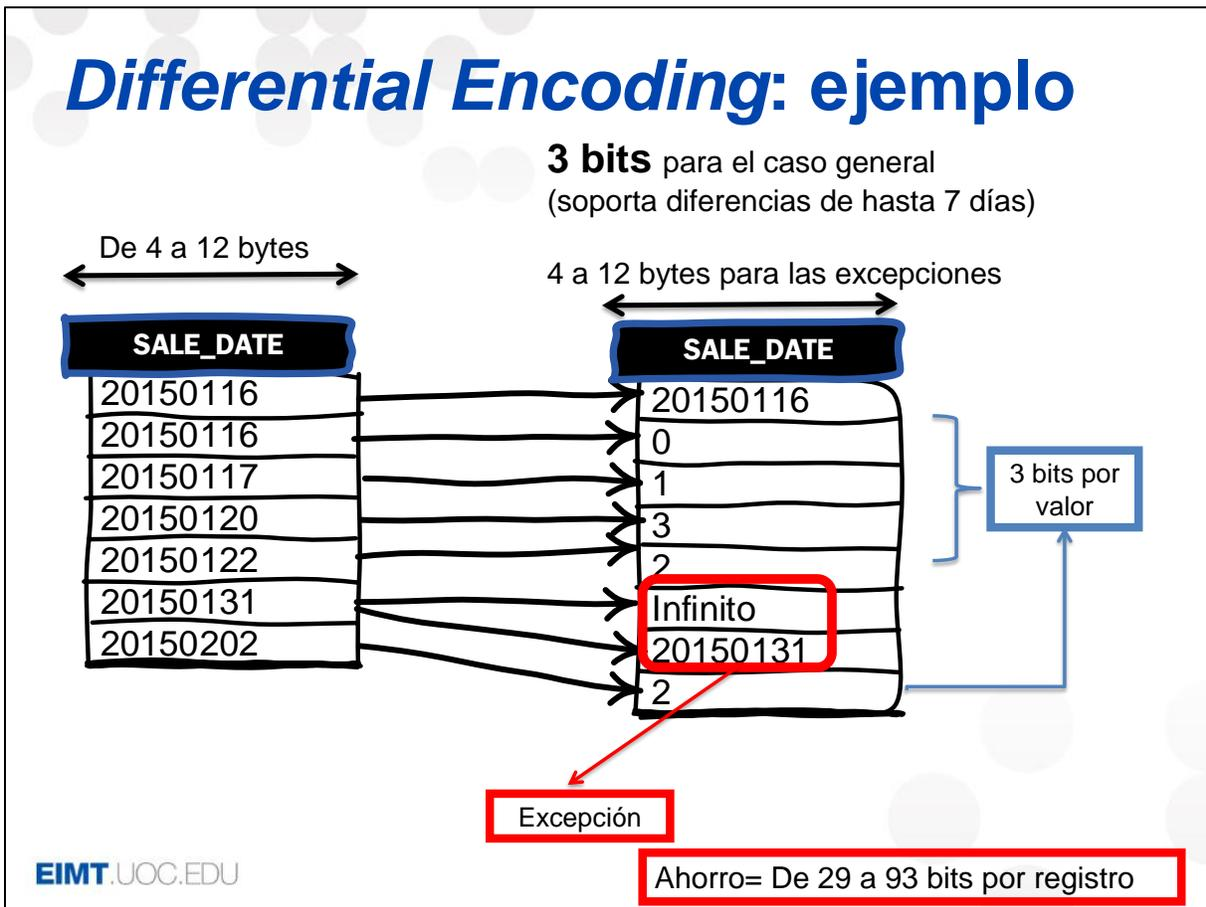 Differential Encoding: ejemplo
3 bits para el caso general
(soporta diferencias de hasta 7 días)
De 4 a 12 bytes
4 a 12 bytes para las excepciones
SALE_DATE
20150116
20150116
20150117
20150120
20150122
20150131
20150202
SALE_DATE
20150116
0
1
3
2
Infinito
20150131
2
3 bits por
valor
Excepción
Ahorro= De 29 a 93 bits por registro
EIMT.UOC.EDU